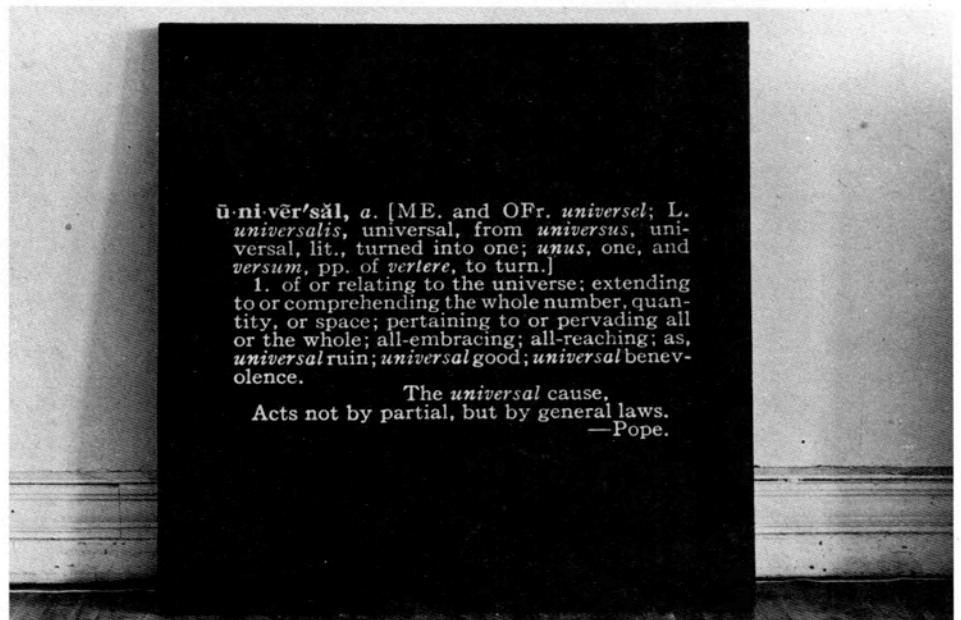 ū·ni·vẽr′săl, a. [ME. and OFr. universel; L.
universalis, universal, from universus, uni-
versal, lit., turned into one; unus, one, and
versum, pp. of vertere, to turn.]
1. of or relating to the universe; extending
to or comprehending the whole number, quan-
tity, or space; pertaining to or pervading all
or the whole; all-embracing; all-reaching; as,
universal ruin; universal good; universal benev-
olence.
The universal cause,
Acts not by partial, but by general laws.
—Pope.